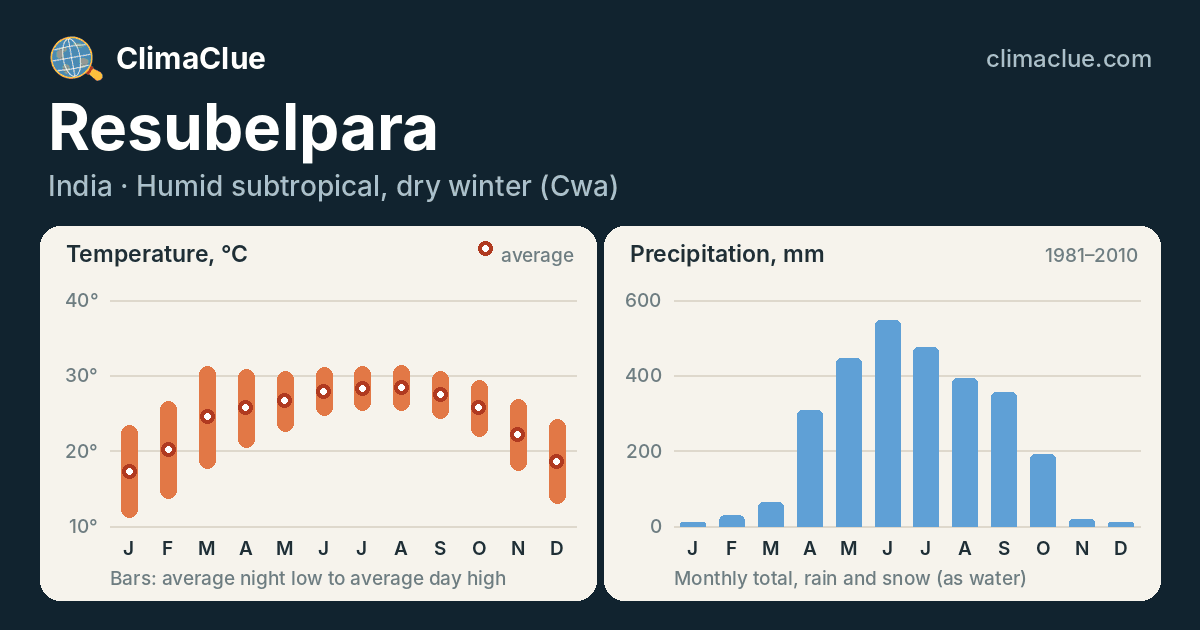 ClimaClue
climaclue.com
Resubelpara
India · Humid subtropical, dry winter (Cwa)
Temperature, °C
average
40°
30°
20°
10°
J F M A M J J A S O N D
Bars: average night low to average day high
Precipitation, mm
1981–2010
600
400
200
0
J F M A M J J A S O N D
Monthly total, rain and snow (as water)